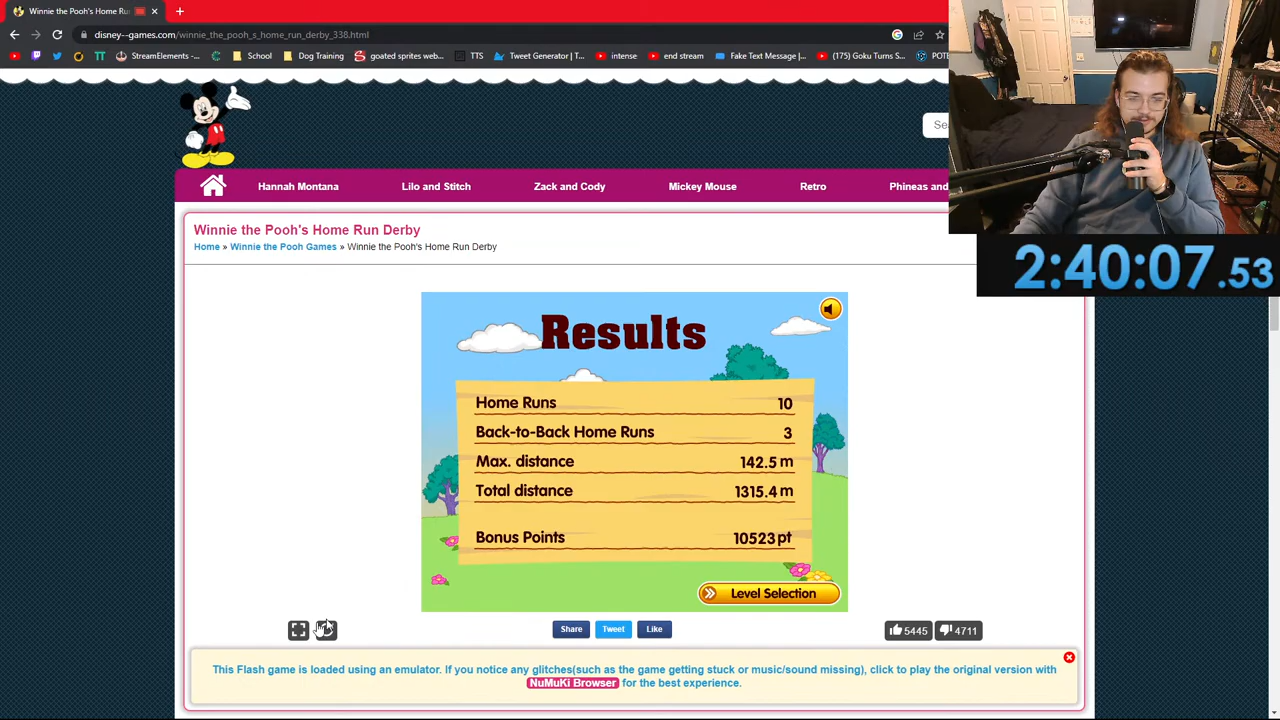 Winnie the Pooh's Home Run
disney--games.com/winnie_the_pooh_s_home_run_derby_338.html
StreamElements -
School
Dog Training
goated sprites web...
TTS
Tweet Generator | T...
intense
end stream
Fake Text Message |...
(175) Goku Turns S...
POTE
Sea
Hannah Montana
Lilo and Stitch
Zack and Cody
Mickey Mouse
Retro
Phineas and
2:40:07.53
Winnie the Pooh's Home Run Derby
Home » Winnie the Pooh Games » Winnie the Pooh's Home Run Derby
Results
Home Runs 10
Back-to-Back Home Runs 3
Max. distance 142.5 m
Total distance 1315.4 m
Bonus Points 10523 pt
Level Selection
Share Tweet Like
5445 4711
This Flash game is loaded using an emulator. If you notice any glitches(such as the game getting stuck or music/sound missing), click to play the original version with
NuMuKi Browser for the best experience.